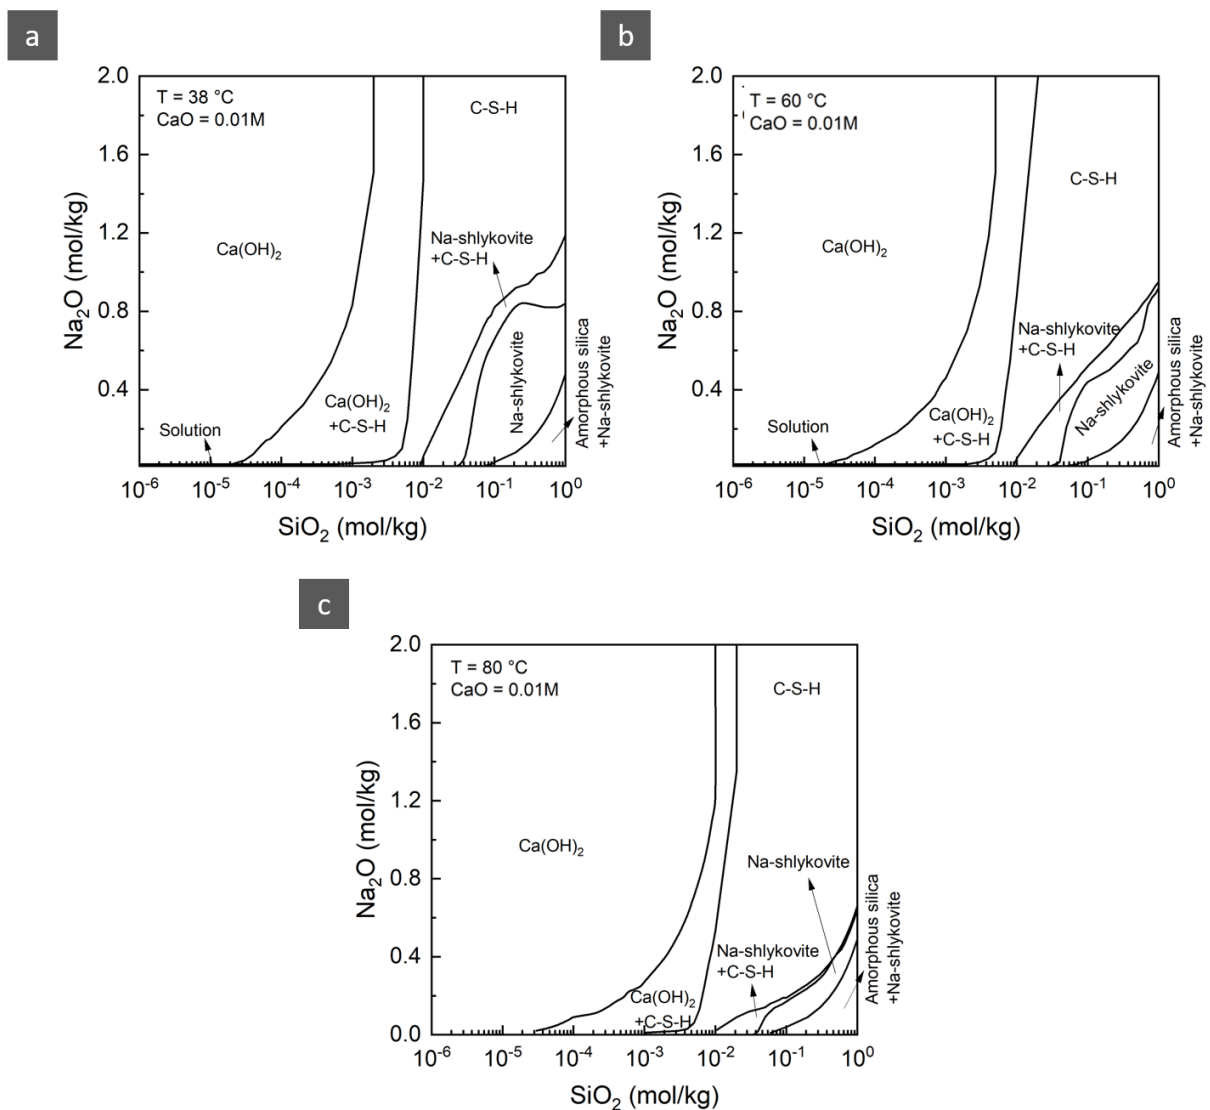 a
T = 38 °C
CaO = 0.01M
C-S-H
Na-shlykovite
+C-S-H
Ca(OH)₂
Na-shlykovite
Amorphous silica
+Na-shlykovite
Ca(OH)₂
+C-S-H
Solution
2.0
1.6
1.2
0.8
0.4
Na₂O (mol/kg)
10⁻⁶
10⁻⁵
10⁻⁴
10⁻³
10⁻²
10⁻¹
10⁰
SiO₂ (mol/kg)
b
T = 60 °C
CaO = 0.01M
C-S-H
Ca(OH)₂
Na-shlykovite
+C-S-H
Na-shlykovite
Amorphous silica
+Na-shlykovite
Ca(OH)₂
+C-S-H
Solution
2.0
1.6
1.2
0.8
0.4
Na₂O (mol/kg)
10⁻⁶
10⁻⁵
10⁻⁴
10⁻³
10⁻²
10⁻¹
10⁰
SiO₂ (mol/kg)
c
T = 80 °C
CaO = 0.01M
C-S-H
Ca(OH)₂
Na-shlykovite
Na-shlykovite
+C-S-H
Amorphous silica
+Na-shlykovite
Ca(OH)₂
+C-S-H
2.0
1.6
1.2
0.8
0.4
0.0
Na₂O (mol/kg)
10⁻⁶
10⁻⁵
10⁻⁴
10⁻³
10⁻²
10⁻¹
10⁰
SiO₂ (mol/kg)